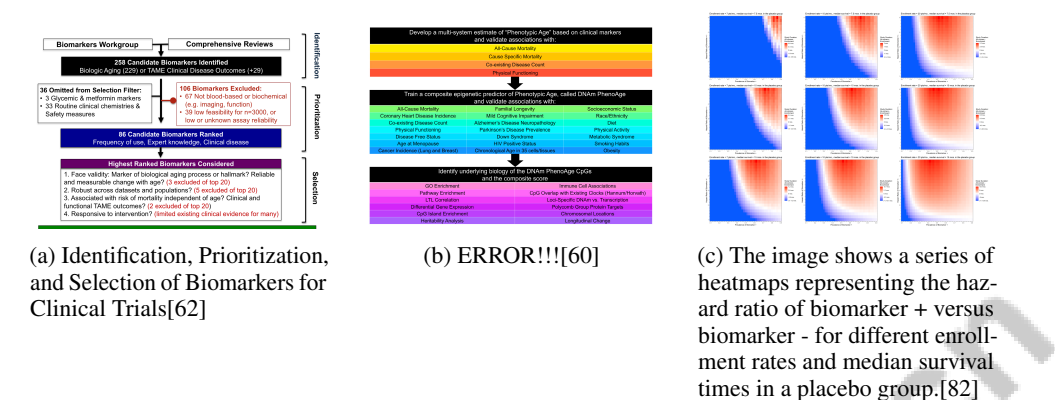 Biomarkers Workgroup
Comprehensive Reviews
258 Candidate Biomarkers Identified
Biologic Aging (229) or TAME Clinical Disease Outcomes (+29)
36 Omitted from Selection Filter:
• 3 Glycemic & metformin markers
• 33 Routine clinical chemistries &
Safety measures
106 Biomarkers Excluded:
• 67 Not blood-based or biochemical
(e.g. imaging, function)
• 39 low feasibility for n=3000, or
low or unknown assay reliability
86 Candidate Biomarkers Ranked
Frequency of use, Expert knowledge, Clinical disease
Highest Ranked Biomarkers Considered
1. Face validity: Marker of biological aging process or hallmark? Reliable
and measurable change with age? (3 excluded of top 20)
2. Robust across datasets and populations? (5 excluded of top 20)
3. Associated with risk of mortality independent of age? Clinical and
functional TAME outcomes? (2 excluded of top 20)
4. Responsive to intervention? (limited existing clinical evidence for many)
Identification
Prioritization
Selection
Develop a multi-system estimate of "Phenotypic Age" based on clinical markers
and validate associations with:
All-Cause Mortality
Cause Specific Mortality
Co-existing Disease Count
Physical Functioning
Train a composite epigenetic predictor of Phenotypic Age, called DNAm PhenoAge
and validate associations with:
All-Cause Mortality Familial Longevity Socioeconomic Status
Coronary Heart Disease Incidence Mild Cognitive Impairment Race/Ethnicity
Co-existing Disease Count Alzheimer's Disease Neuropathology Diet
Physical Functioning Parkinson's Disease Prevalence Physical Activity
Disease Free Status Down Syndrome Metabolic Syndrome
Age at Menopause HIV Positive Status Smoking Habits
Cancer Incidence (Lung and Breast) Chronological Age in 35 cells/tissues Obesity
Identify underlying biology of the DNAm PhenoAge CpGs
and the composite score
GO Enrichment Immune Cell Associations
Pathway Enrichment CpG Overlap with Existing Clocks (Hannum/Horvath)
LTL Correlation Loci-Specific DNAm vs. Transcription
Differential Gene Expression Polycomb Group Protein Targets
CpG Island Enrichment Chromosomal Locations
Heritability Analysis Longitudinal Change
(a) Identification, Prioritization,
and Selection of Biomarkers for
Clinical Trials[62]
(b) ERROR!!![60]
(c) The image shows a series of
heatmaps representing the haz-
ard ratio of biomarker + versus
biomarker - for different enroll-
ment rates and median survival
times in a placebo group.[82]